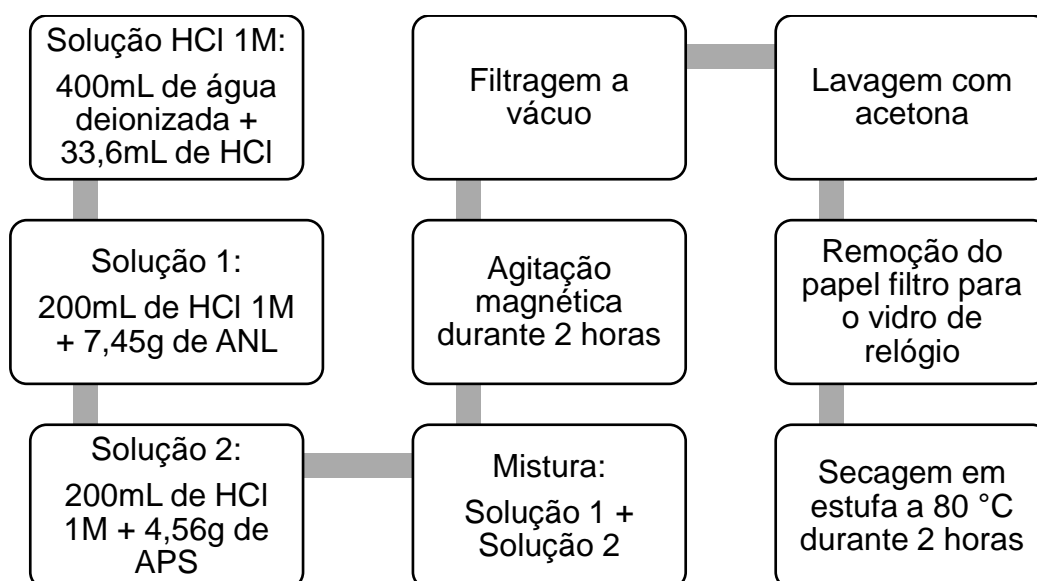 Solução HCl 1M:
400mL de água
deionizada +
33,6mL de HCl
Solução 1:
200mL de HCl 1M
+ 7,45g de ANL
Solução 2:
200mL de HCl
1M + 4,56g de
APS
Mistura:
Solução 1 +
Solução 2
Agitação
magnética
durante 2 horas
Filtragem a
vácuo
Lavagem com
acetona
Remoção do
papel filtro para
o vidro de
relógio
Secagem em
estufa a 80 °C
durante 2 horas